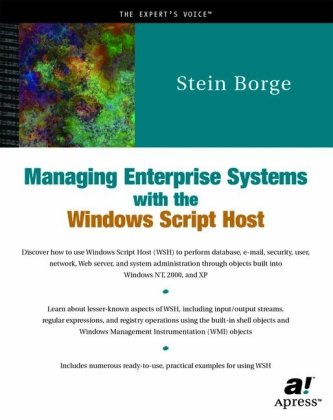 THE EXPERT'S VOICE™
Stein Borge
Managing Enterprise Systems
with the
Windows Script Host
Discover how to use Windows Script Host (WSH) to perform database, e-mail, security, user,
network, Web server, and system administration through objects built into
Windows NT, 2000, and XP
•
Learn about lesser-known aspects of WSH, including input/output streams,
regular expressions, and registry operations using the built-in shell objects and
Windows Management Instrumentation (WMI) objects
•
Includes numerous ready-to-use, practical examples for using WSH
a!
Apress™